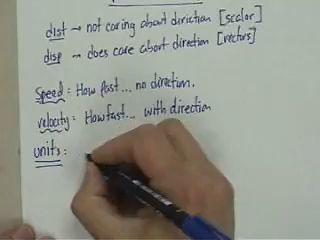 dist → not caring about direction [scalar]
disp → does care about direction [vectors]
speed: How fast... no direction.
velocity: How fast... with direction
units: